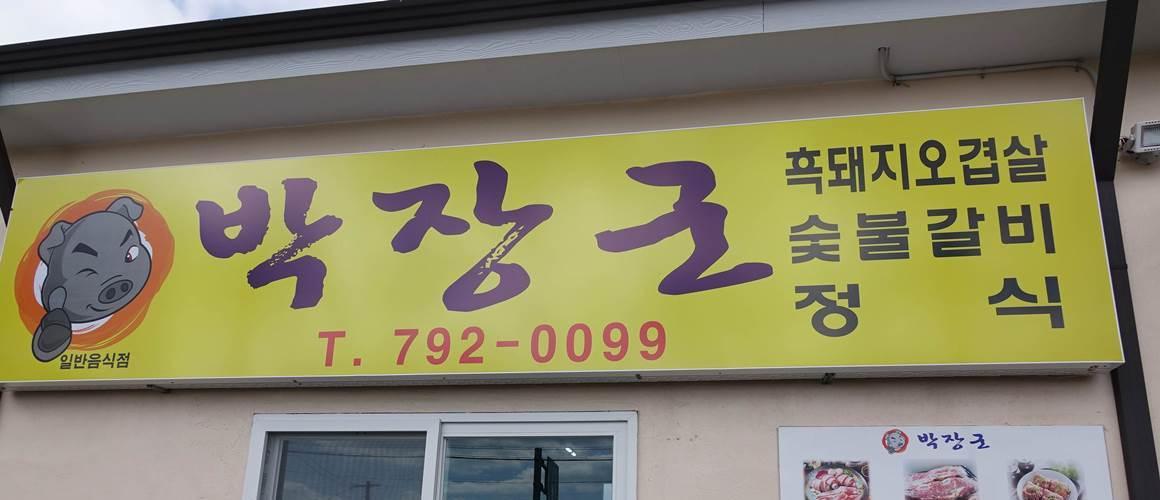 박장군
흑돼지오겹살
숯불갈비
정식
T. 792-0099
일반음식점
박장군